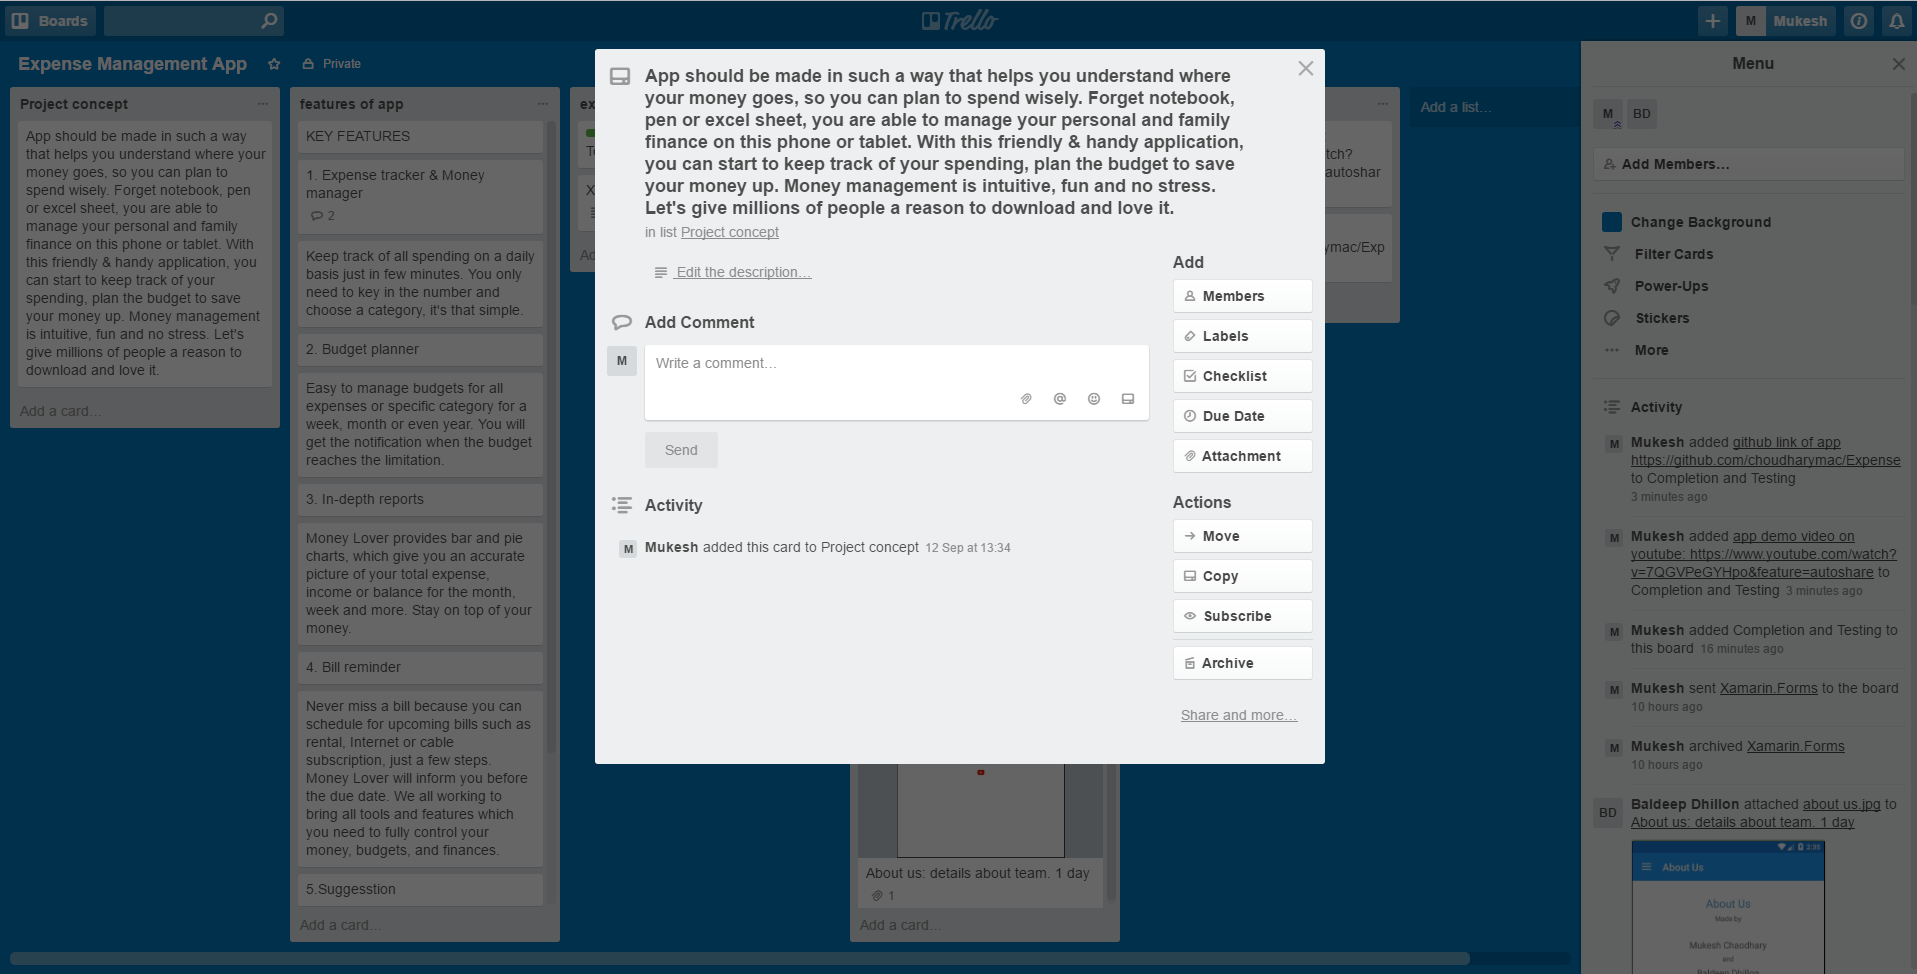 Boards
Trello
Mukesh
M
Expense Management App
Private
Project concept
App should be made in such a way
that helps you understand where your
money goes, so you can plan to
spend wisely. Forget notebook, pen
or excel sheet, you are able to
manage your personal and family
finance on this phone or tablet. With
this friendly & handy application, you
can start to keep track of your
spending, plan the budget to save
your money up. Money management
is intuitive, fun and no stress. Let's
give millions of people a reason to
download and love it.
Add a card...
features of app
KEY FEATURES
1. Expense tracker & Money
manager
2
Keep track of all spending on a daily
basis just in few minutes. You only
need to key in the number and
choose a category, it's that simple.
2. Budget planner
Easy to manage budgets for all
expenses or specific category for a
week, month or even year. You will
get the notification when the budget
reaches the limitation.
3. In-depth reports
Money Lover provides bar and pie
charts, which give you an accurate
picture of your total expense,
income or balance for the month,
week and more. Stay on top of your
money.
4. Bill reminder
Never miss a bill because you can
schedule for upcoming bills such as
rental, Internet or cable
subscription, just a few steps.
Money Lover will inform you before
the due date. We all working to
bring all tools and features which
you need to fully control your
money, budgets, and finances.
5.Suggesstion
Add a card...
ex
X
App should be made in such a way that helps you understand where
your money goes, so you can plan to spend wisely. Forget notebook,
pen or excel sheet, you are able to manage your personal and family
finance on this phone or tablet. With this friendly & handy application,
you can start to keep track of your spending, plan the budget to save
your money up. Money management is intuitive, fun and no stress.
Let's give millions of people a reason to download and love it.
in list Project concept
Edit the description...
Add Comment
M
Write a comment...
Send
Activity
M
Mukesh added this card to Project concept 12 Sep at 13:34
Add
Members
Labels
Checklist
Due Date
Attachment
Actions
Move
Copy
Subscribe
Archive
Share and more...
About us: details about team. 1 day
1
Add a card...
tch?
autoshar
ymac/Exp
Add a list...
Menu
M BD
Add Members...
Change Background
Filter Cards
Power-Ups
Stickers
More
Activity
M
Mukesh added github link of app
https://github.com/choudharymac/Expense
to Completion and Testing
3 minutes ago
M
Mukesh added app demo video on
youtube: https://www.youtube.com/watch?
v=7QGVPeGYHpo&feature=autoshare to
Completion and Testing 3 minutes ago
M
Mukesh added Completion and Testing to
this board 16 minutes ago
M
Mukesh sent Xamarin.Forms to the board
10 hours ago
M
Mukesh archived Xamarin.Forms
10 hours ago
BD
Baldeep Dhillon attached about us.jpg to
About us: details about team. 1 day
About Us
About Us
Made by
Mukesh Chaodhary
and
Baldeep Dhillon